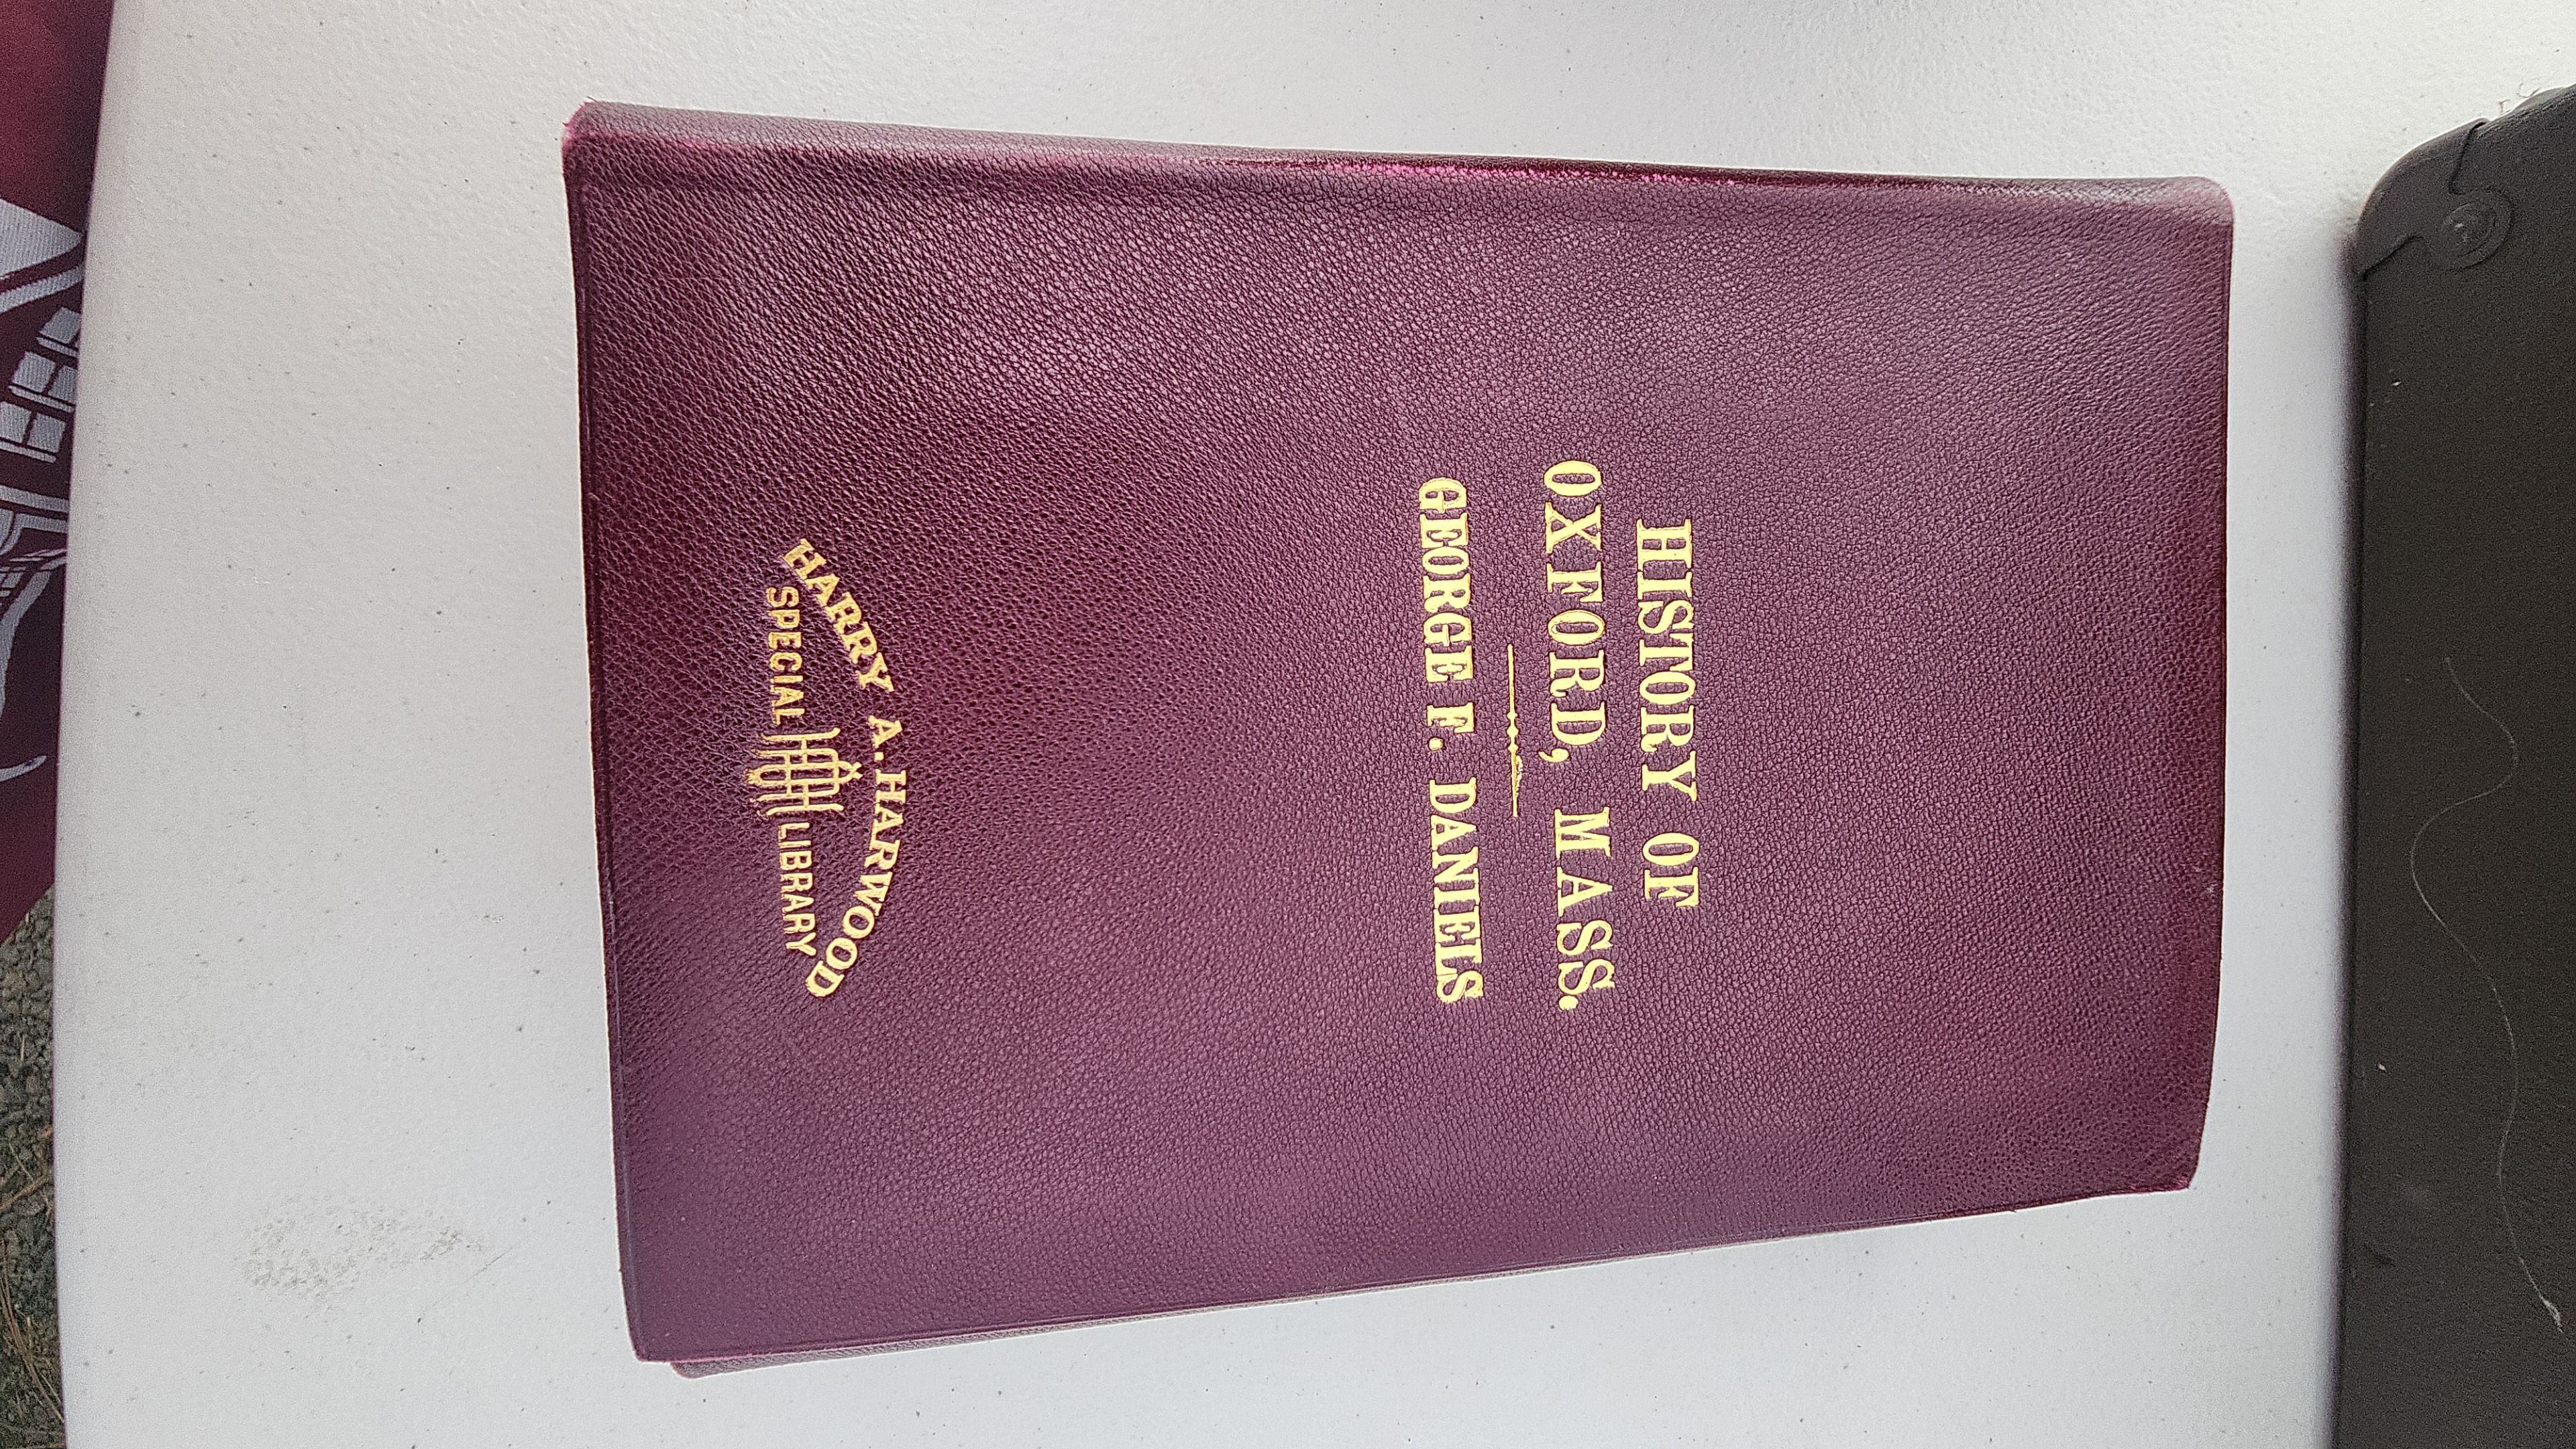 HISTORY OF
OXFORD, MASS.
GEORGE F. DANIELS
HARRY A. HARWOOD
SPECIAL LIBRARY